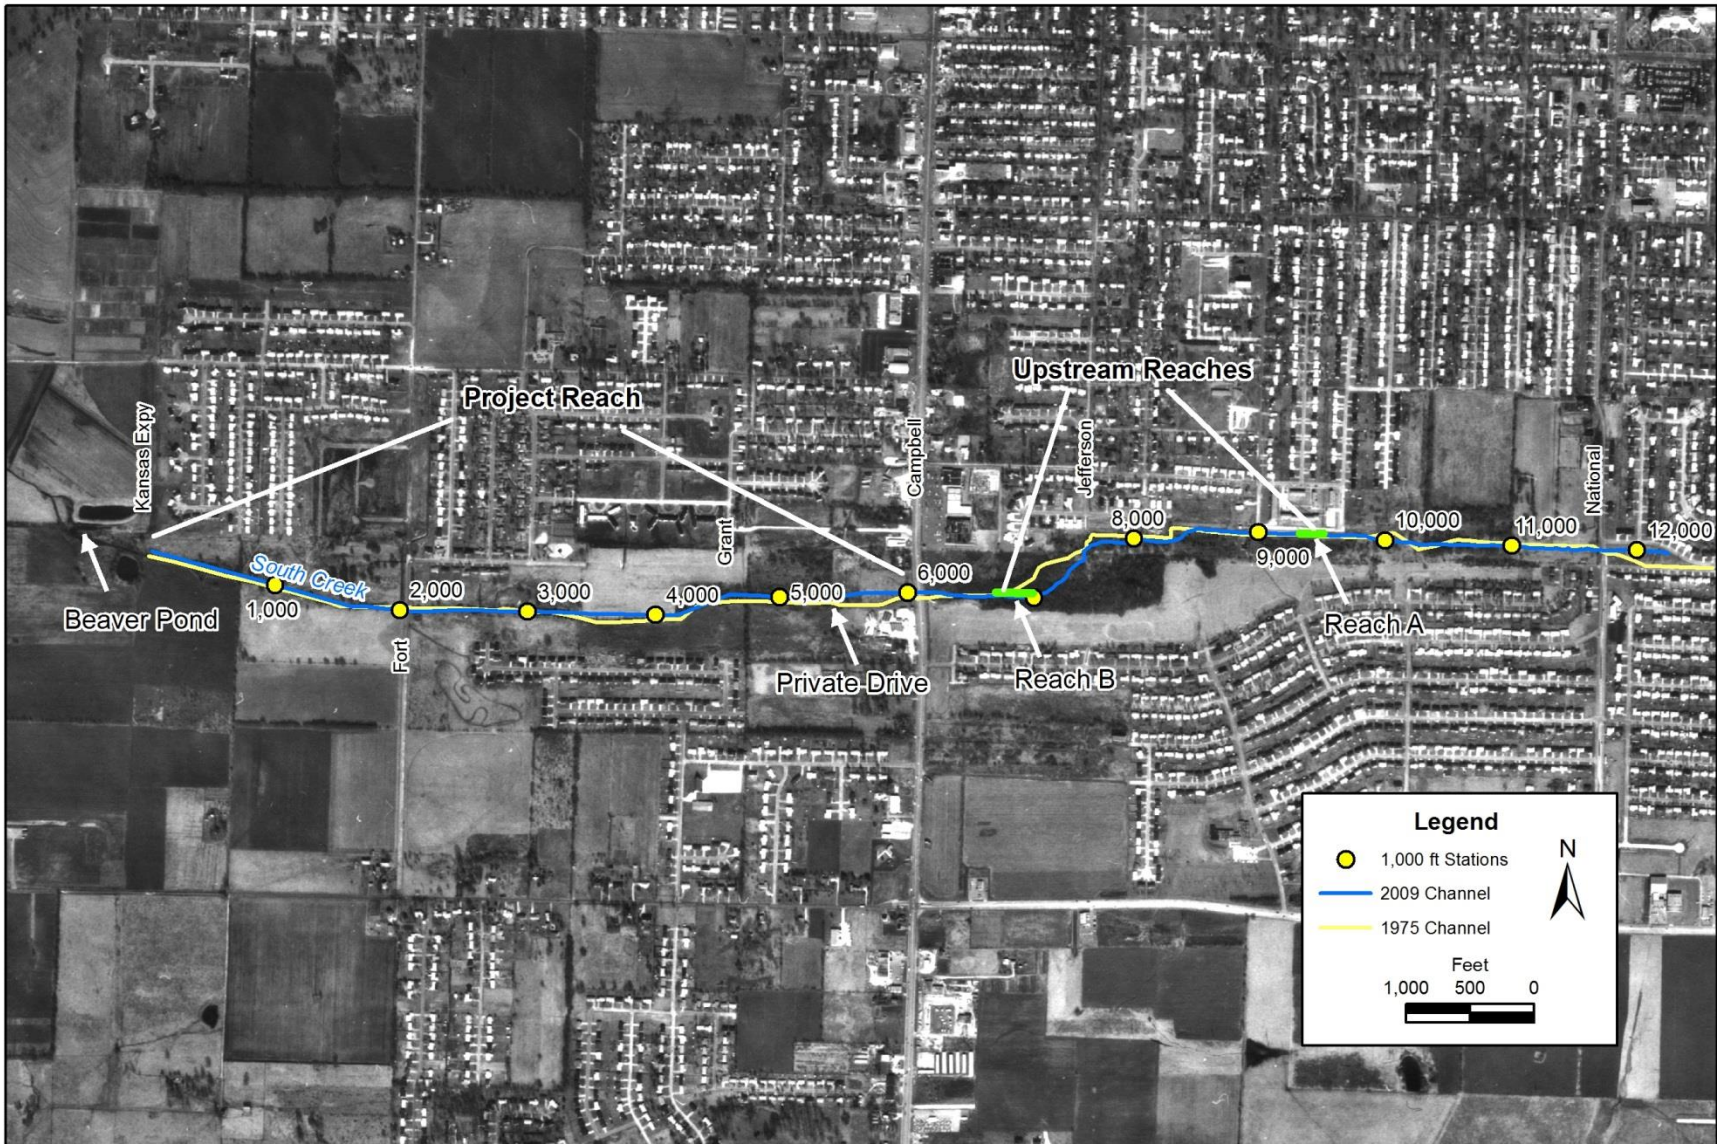 Upstream Reaches
Project Reach
Kansas Expy
Campbell
Jefferson
National
Grant
8,000
9,000
10,000
11,000
12,000
South Creek
1,000
2,000
3,000
4,000
5,000
6,000
Beaver Pond
Fort
Private Drive
Reach B
Reach A
Legend
1,000 ft Stations
2009 Channel
1975 Channel
N
Feet
1,000 500 0